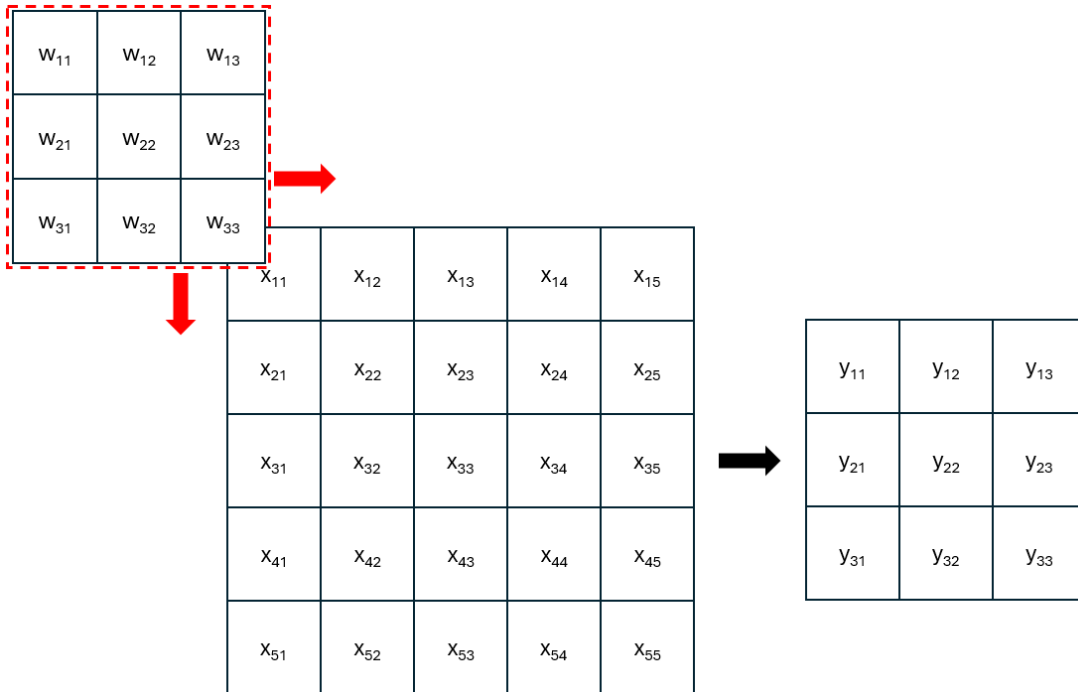 w₁₁ w₁₂ w₁₃
w₂₁ w₂₂ w₂₃
w₃₁ w₃₂ w₃₃
x₁₁ x₁₂ x₁₃ x₁₄ x₁₅
x₂₁ x₂₂ x₂₃ x₂₄ x₂₅
x₃₁ x₃₂ x₃₃ x₃₄ x₃₅
x₄₁ x₄₂ x₄₃ x₄₄ x₄₅
x₅₁ x₅₂ x₅₃ x₅₄ x₅₅
y₁₁ y₁₂ y₁₃
y₂₁ y₂₂ y₂₃
y₃₁ y₃₂ y₃₃